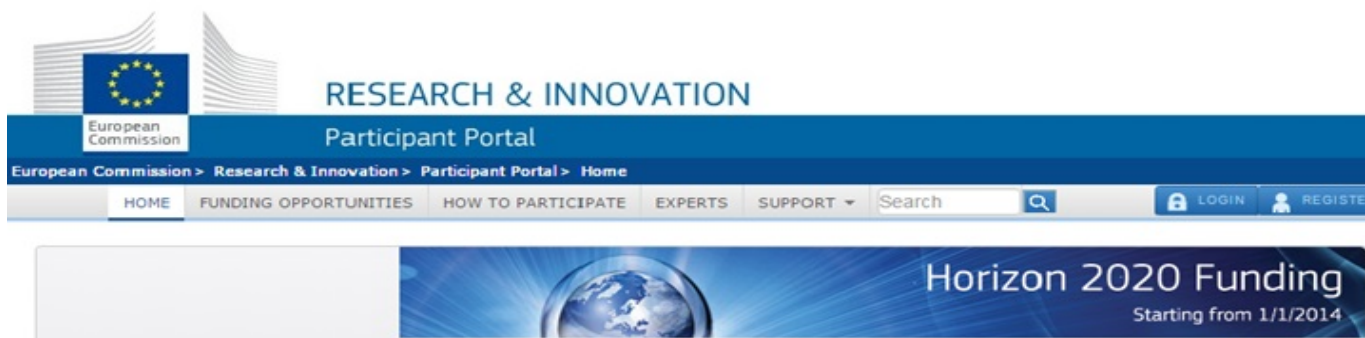 RESEARCH & INNOVATION
European
Commission
Participant Portal
European Commission > Research & Innovation > Participant Portal > Home
HOME FUNDING OPPORTUNITIES HOW TO PARTICIPATE EXPERTS SUPPORT Search LOGIN REGISTE
Horizon 2020 Funding
Starting from 1/1/2014